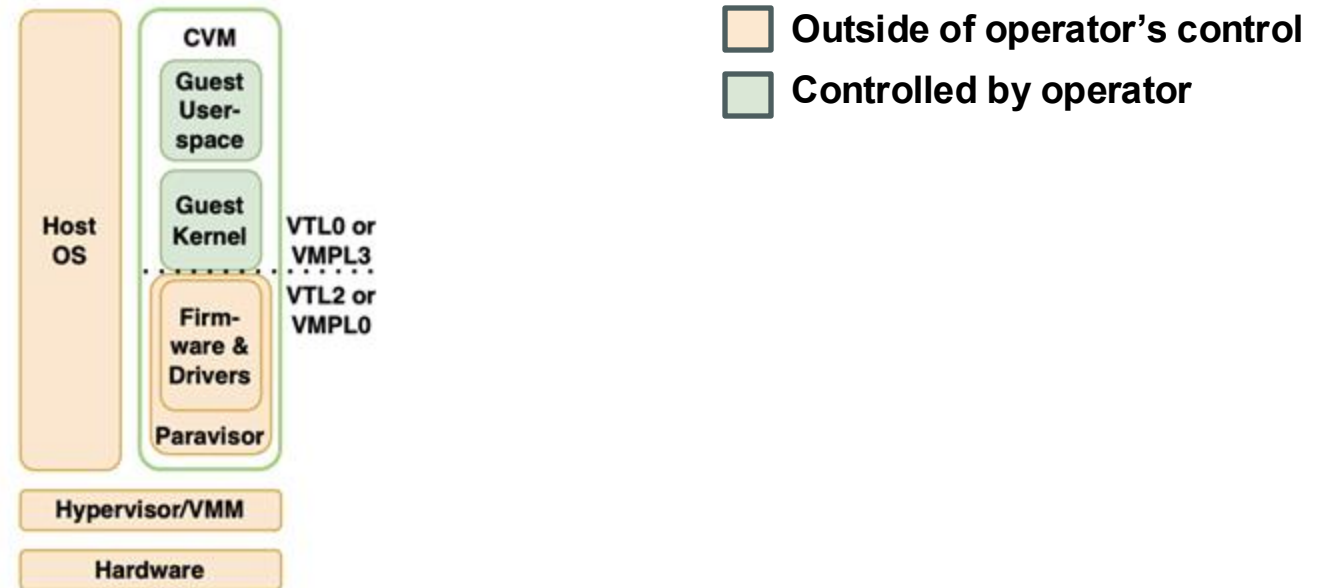 Host
OS
CVM
Guest
User-
space
Guest
Kernel
VTL0 or
VMPL3
VTL2 or
VMPL0
Firm-
ware &
Drivers
Paravisor
Hypervisor/VMM
Hardware
Outside of operator’s control
Controlled by operator